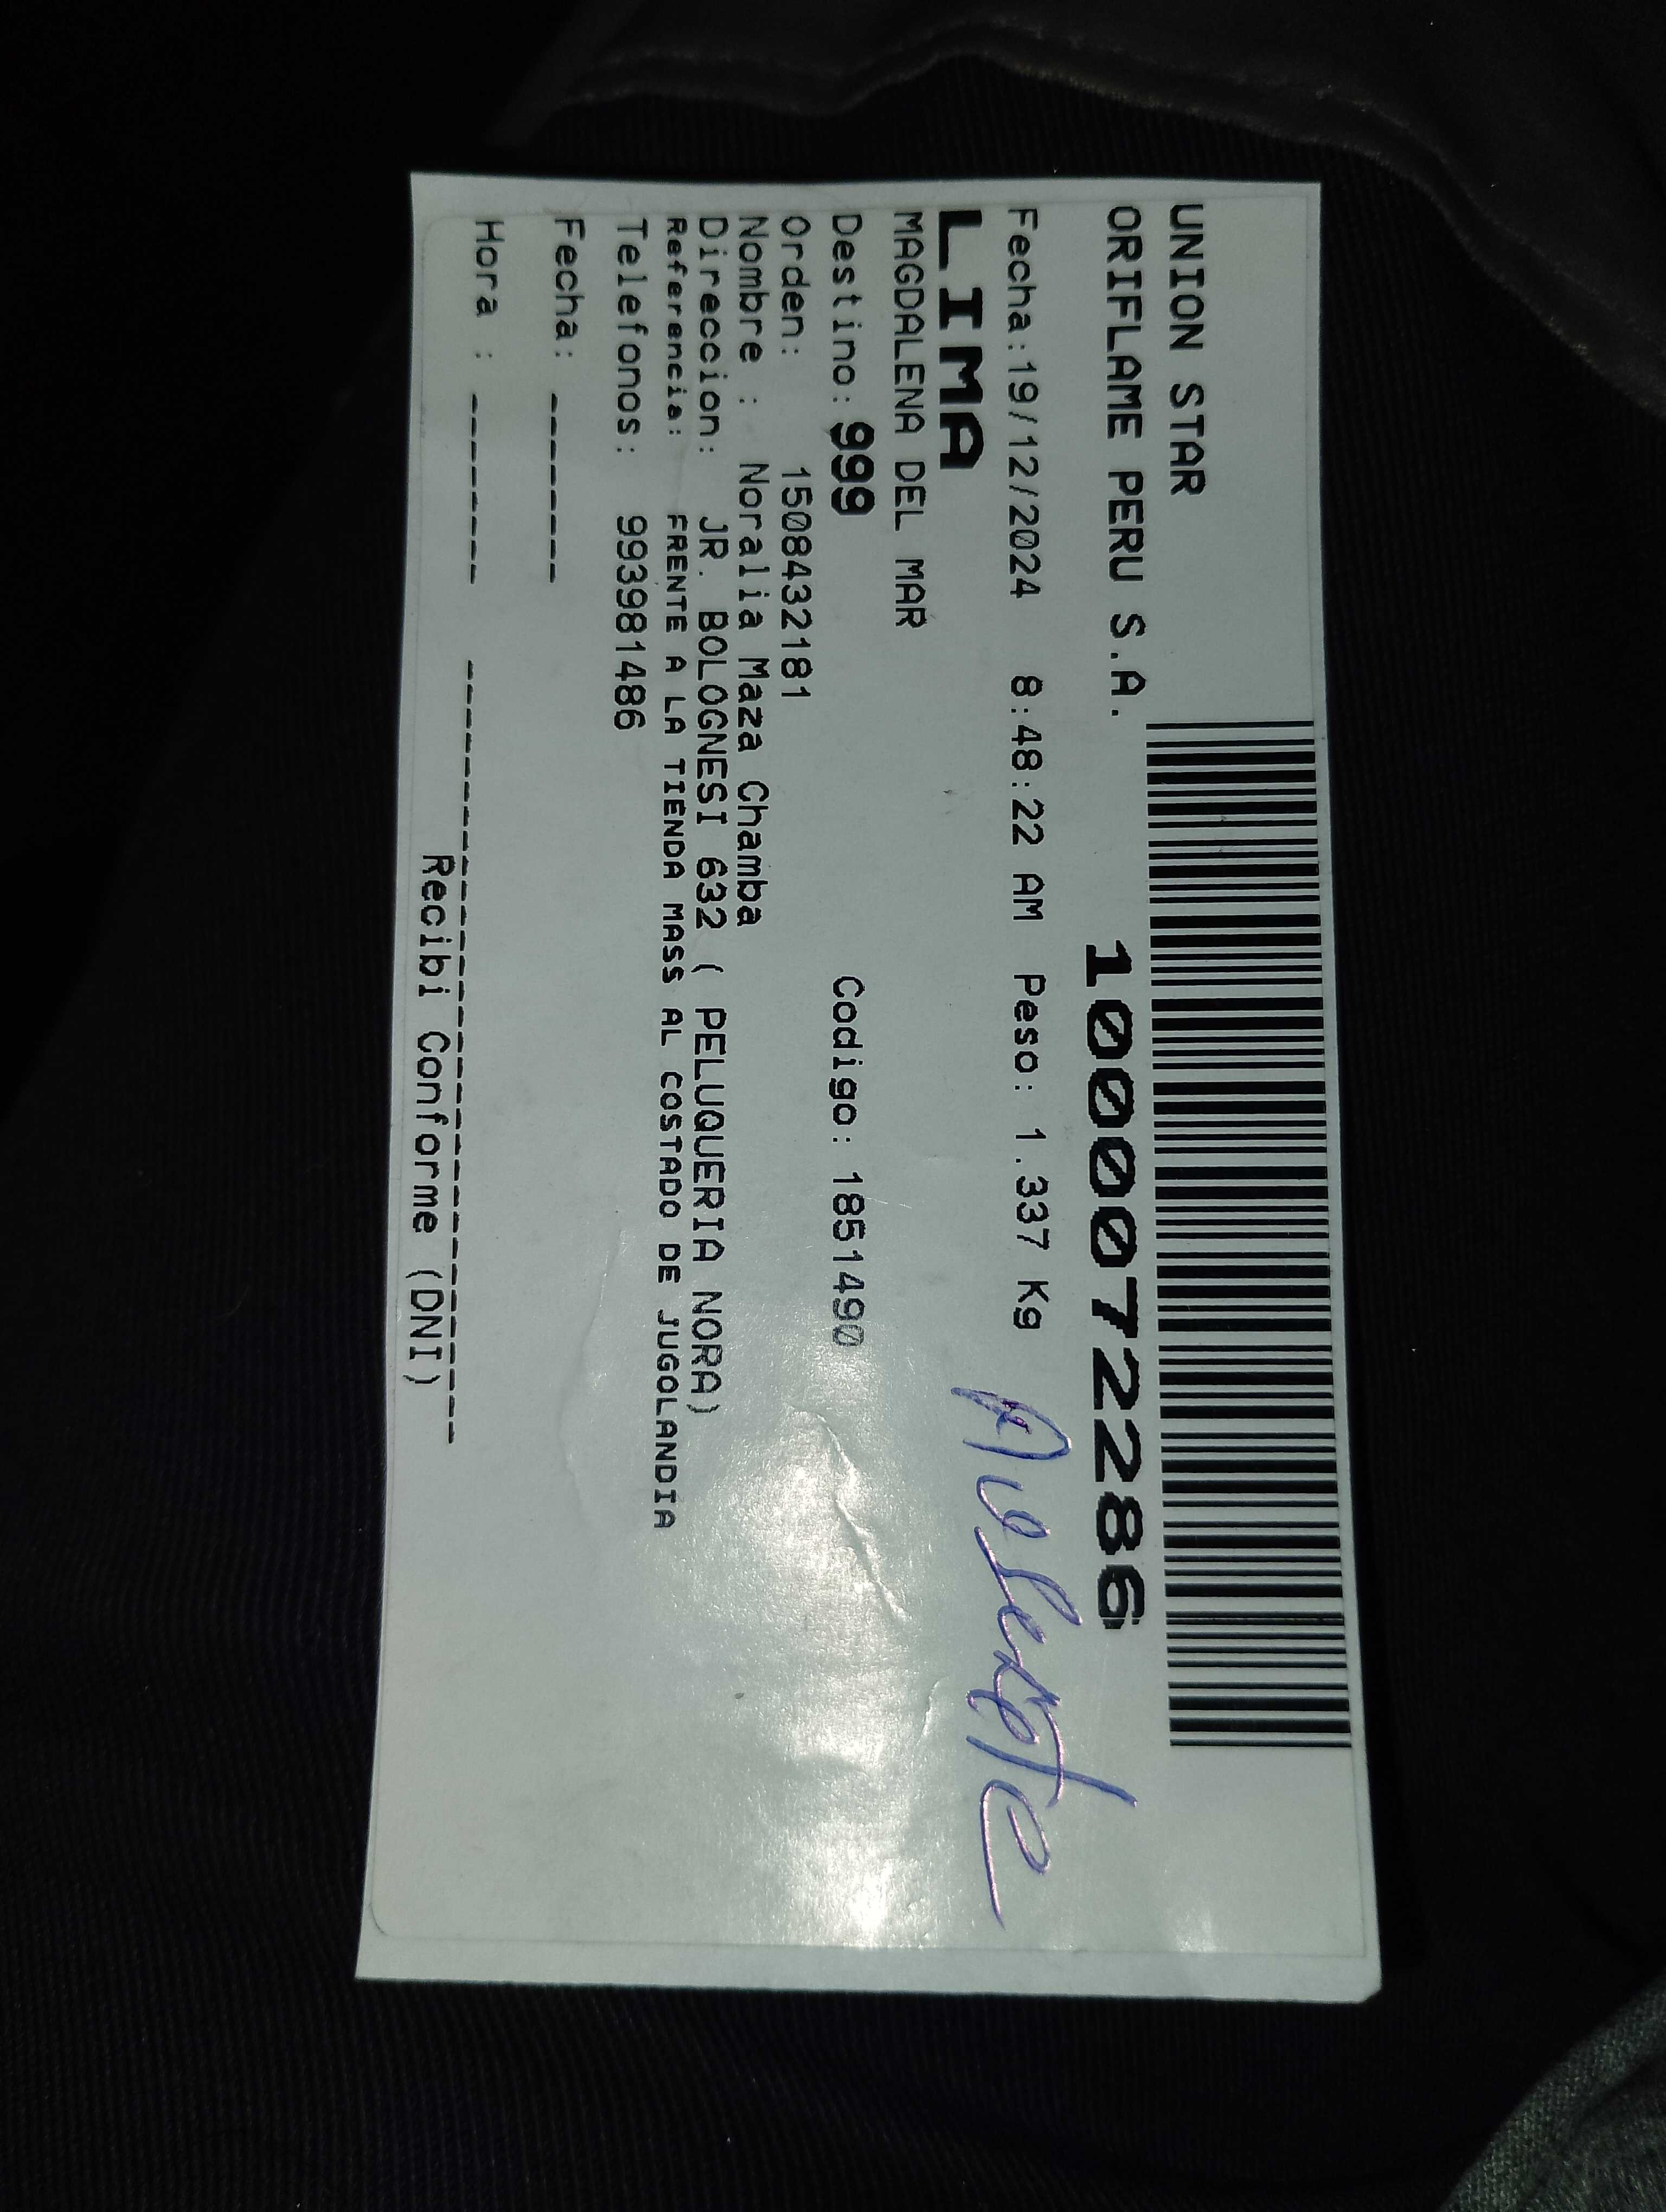 UNION STAR
ORIFLAME PERU S.A.
10000722286
Fecha:19/12/2024 8:48:22 AM Peso: 1.337 Kg
Ausente
LIMA
MAGDALENA DEL MAR
Destino: 999 Codigo: 1851490
Orden: 1508432181
Nombre : Noralia Maza Chamba
Direccion: JR. BOLOGNESI 632 ( PELUQUERIA NORA)
Referencia: FRENTE A LA TIENDA MASS AL COSTADO DE JUGOLANDIA
Telefonos: 993981486
Fecha: -------
Hora : ------- -----------------------------
Recibi Conforme (DNI)